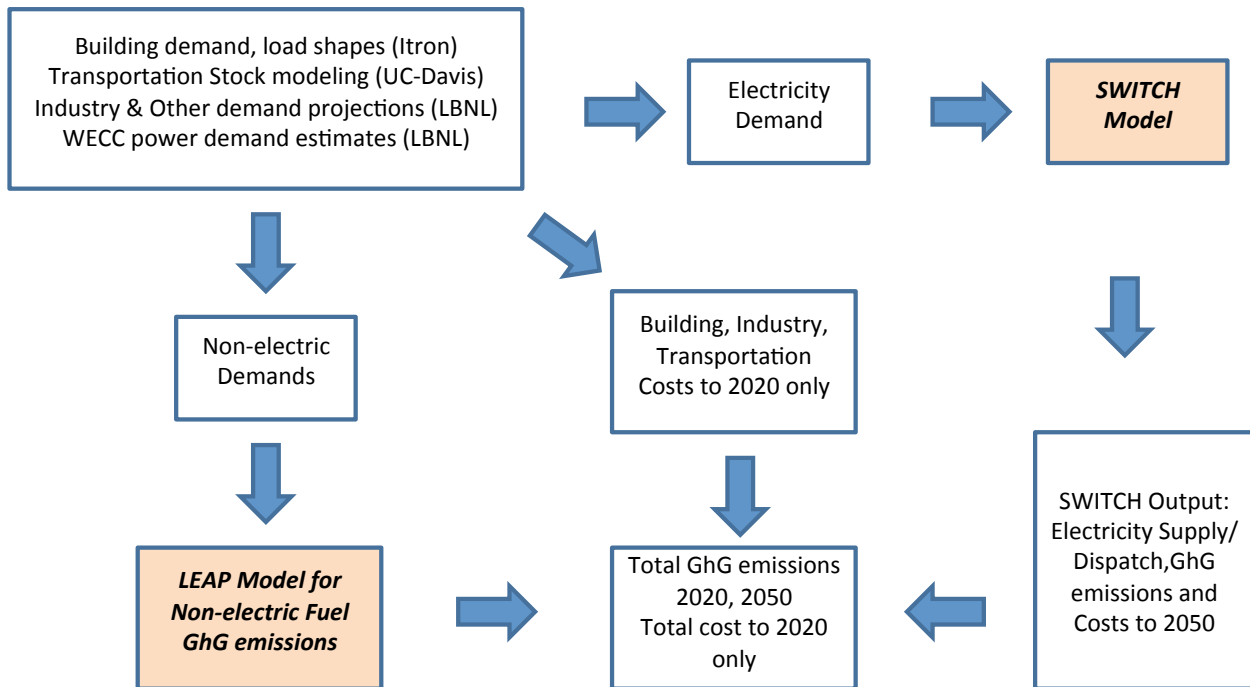 Building demand, load shapes (Itron)
Transportation Stock modeling (UC-Davis)
Industry & Other demand projections (LBNL)
WECC power demand estimates (LBNL)
Electricity
Demand
SWITCH
Model
Non-electric
Demands
Building, Industry,
Transportation
Costs to 2020 only
LEAP Model for
Non-electric Fuel
GhG emissions
Total GhG emissions
2020, 2050
Total cost to 2020
only
SWITCH Output:
Electricity Supply/
Dispatch,GhG
emissions and
Costs to 2050